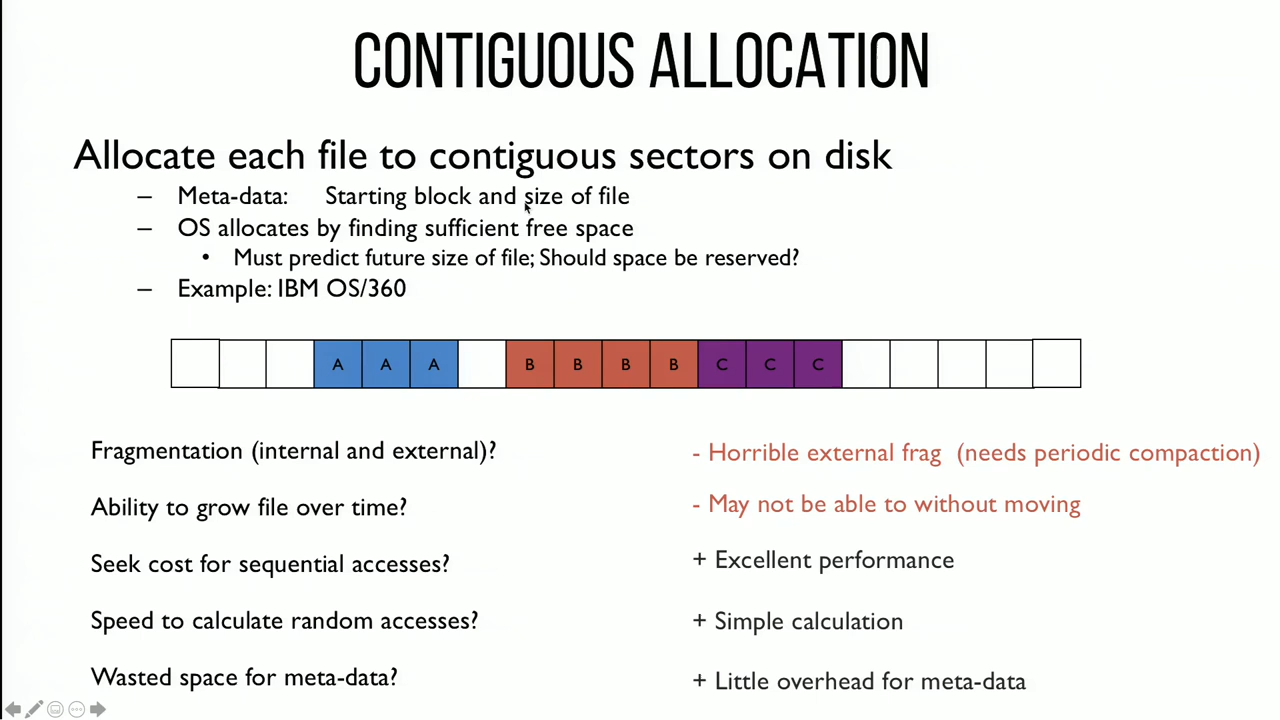 CONTIGUOUS ALLOCATION
Allocate each file to contiguous sectors on disk
– Meta-data: Starting block and size of file
– OS allocates by finding sufficient free space
• Must predict future size of file; Should space be reserved?
– Example: IBM OS/360
A A A B B B B C C C
Fragmentation (internal and external)? - Horrible external frag (needs periodic compaction)
Ability to grow file over time? - May not be able to without moving
Seek cost for sequential accesses? + Excellent performance
Speed to calculate random accesses? + Simple calculation
Wasted space for meta-data? + Little overhead for meta-data